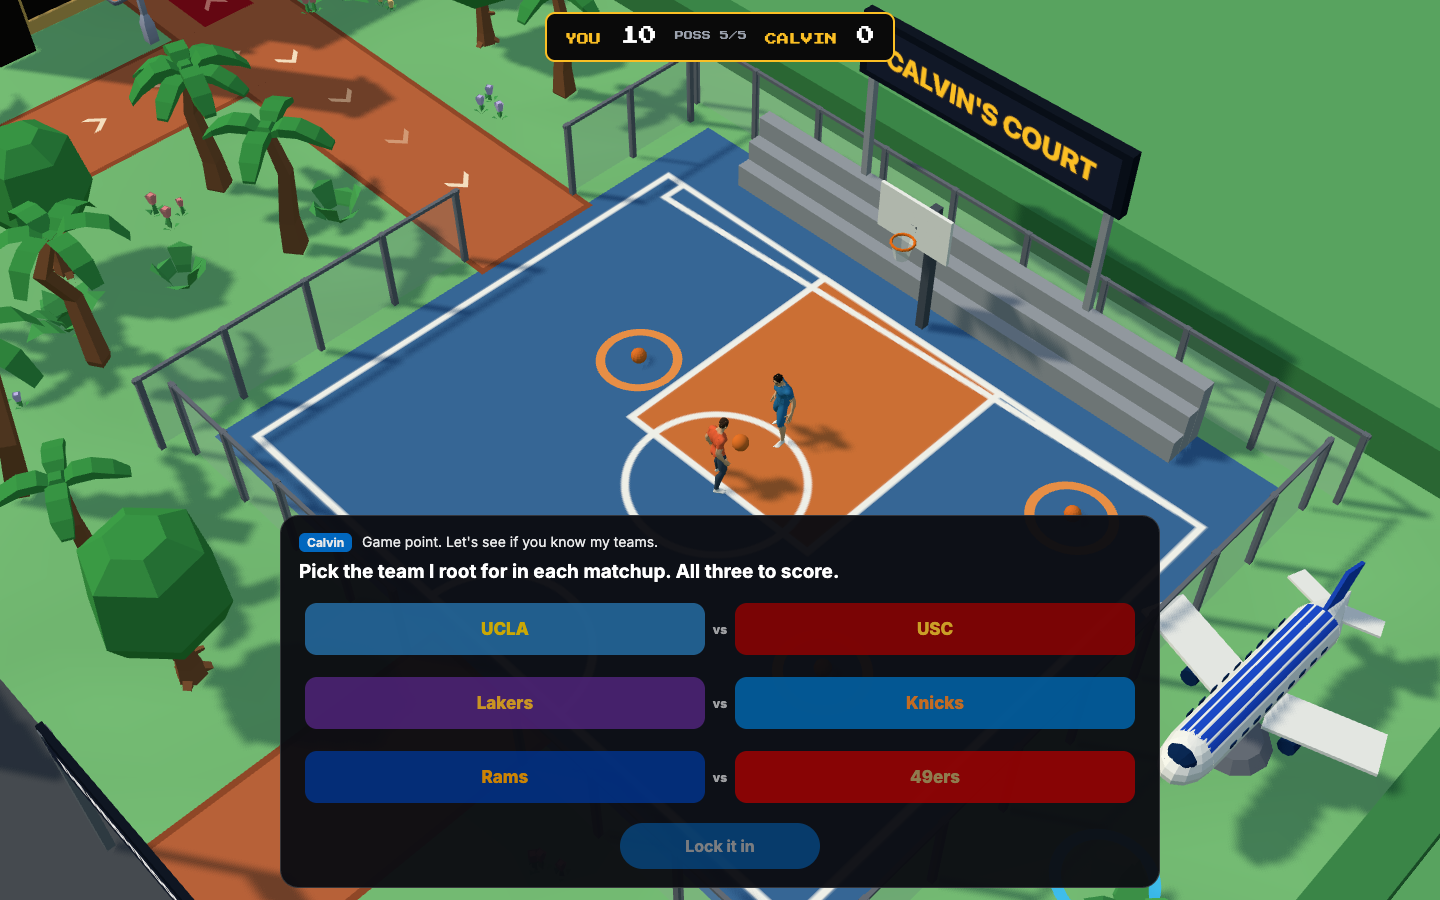 YOU 10 POSS 5/5 CALVIN 0
CALVIN'S COURT
Calvin Game point. Let's see if you know my teams.
Pick the team I root for in each matchup. All three to score.
UCLA vs USC
Lakers vs Knicks
Rams vs 49ers
Lock it in